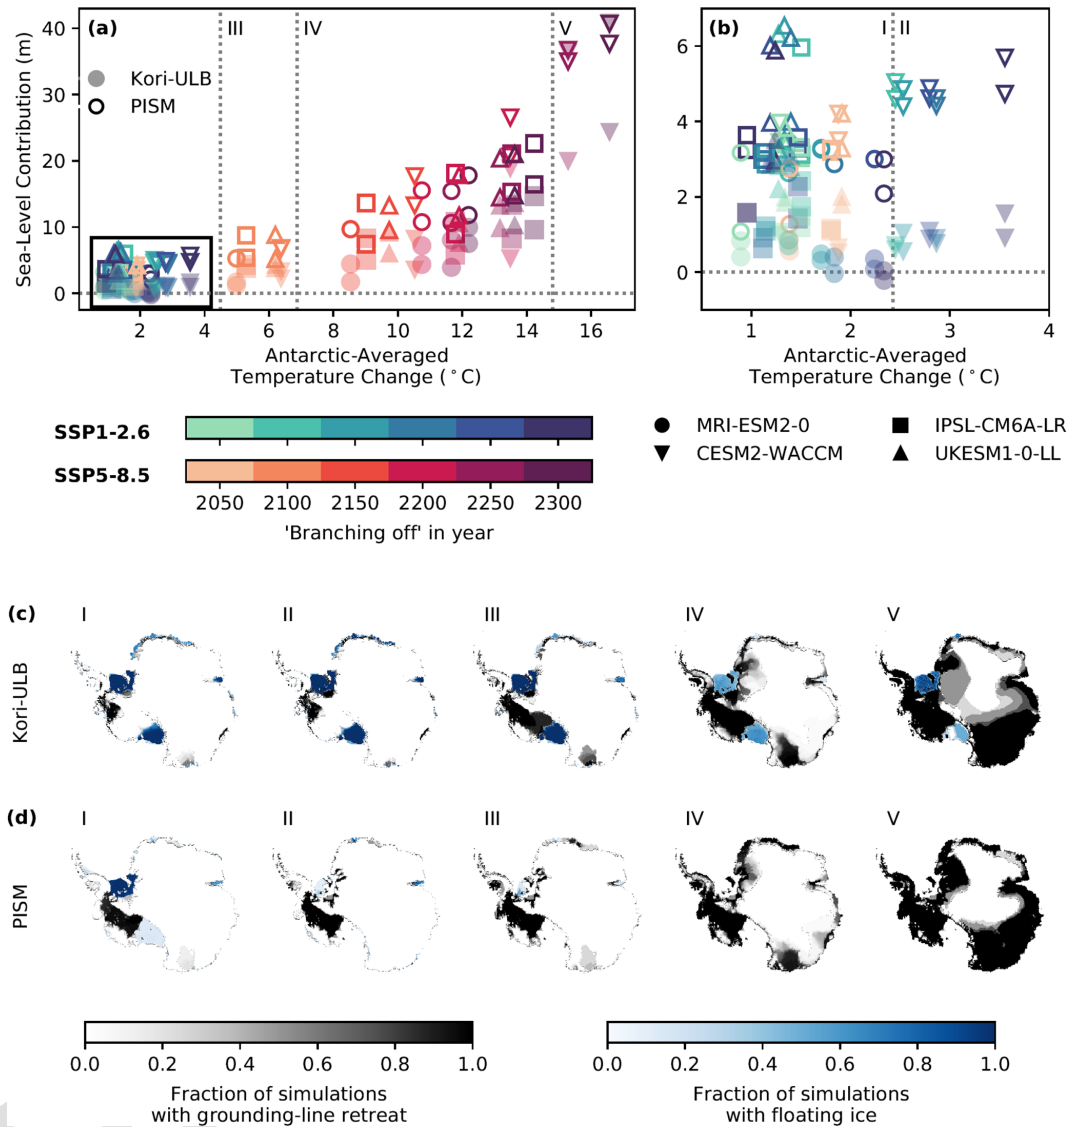 (a)
III
IV
V
Sea-Level Contribution (m)
40
30
20
10
0
Kori-ULB
PISM
2
4
6
8
10
12
14
16
Antarctic-Averaged
Temperature Change (°C)
(b)
I
II
6
4
2
0
1
2
3
4
Antarctic-Averaged
Temperature Change (°C)
SSP1-2.6
SSP5-8.5
2050
2100
2150
2200
2250
2300
'Branching off' in year
MRI-ESM2-0
IPSL-CM6A-LR
CESM2-WACCM
UKESM1-0-LL
(c)
I
II
III
IV
V
Kori-ULB
(d)
I
II
III
IV
V
PISM
0.0
0.2
0.4
0.6
0.8
1.0
Fraction of simulations
with grounding-line retreat
0.0
0.2
0.4
0.6
0.8
1.0
Fraction of simulations
with floating ice